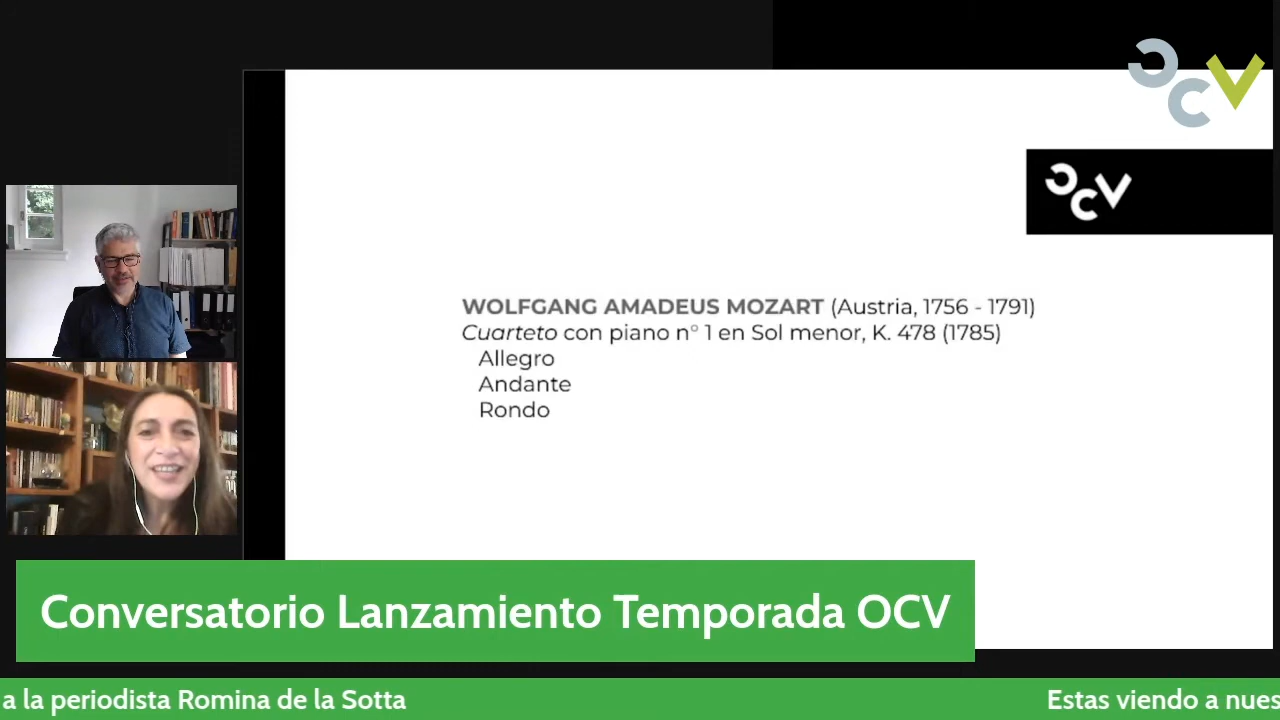 OCV
OCV
WOLFGANG AMADEUS MOZART (Austria, 1756 - 1791)
Cuarteto con piano n° 1 en Sol menor, K. 478 (1785)
Allegro
Andante
Rondo
Conversatorio Lanzamiento Temporada OCV
a la periodista Romina de la Sotta
Estas viendo a nues